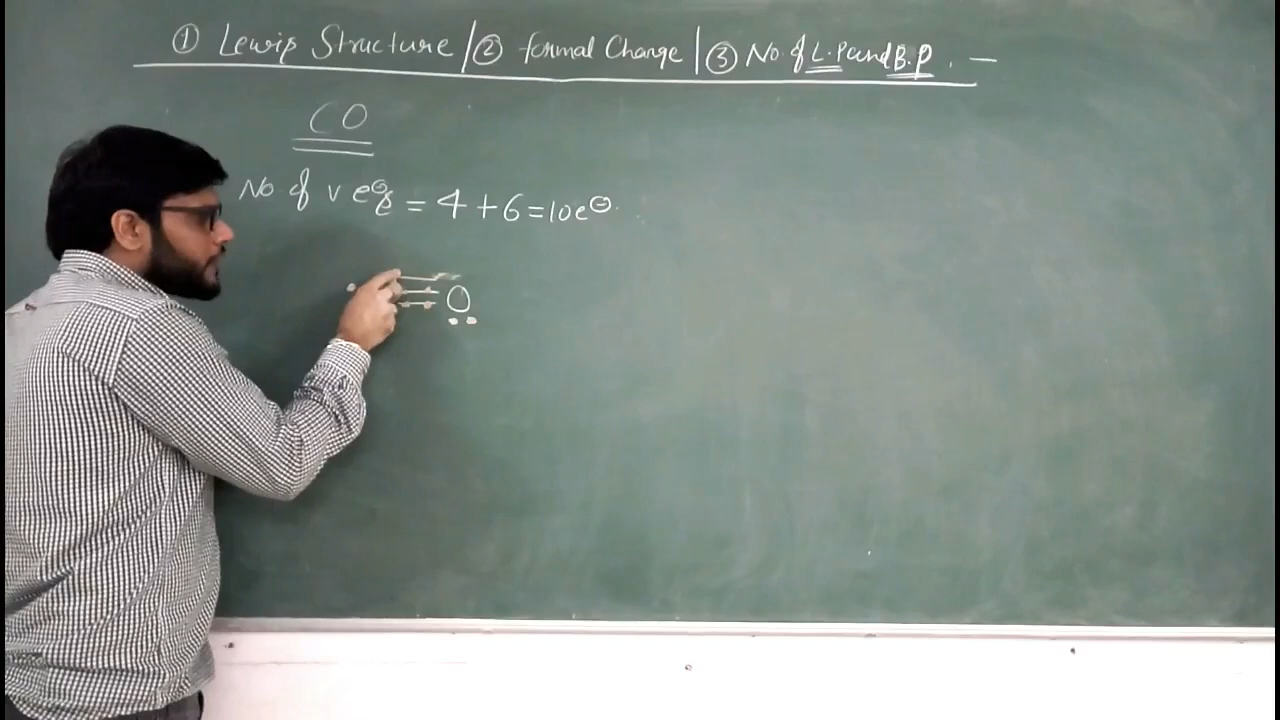 ① Lewis Structure / ② formal Charge | ③ No of L.P and B.P. —
CO
No of v e⊖s = 4 + 6 = 10e⊖
O